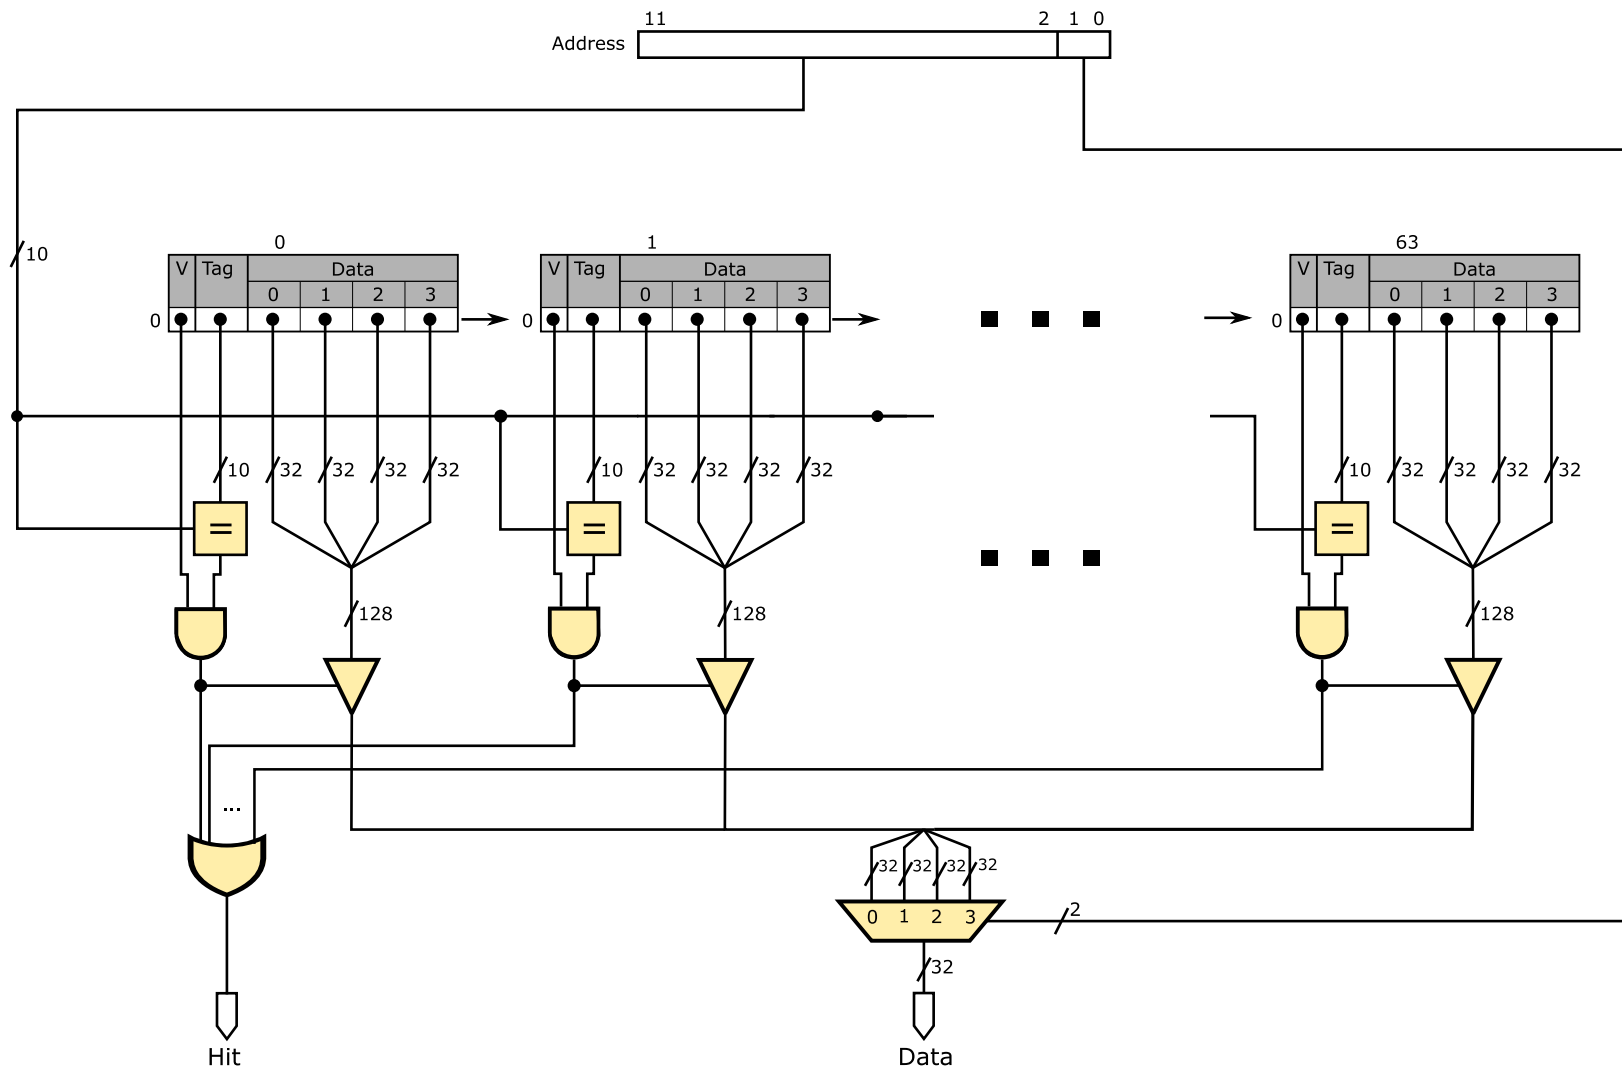 11 2 1 0
Address
10
0 1 63
V Tag Data V Tag Data V Tag Data
0 1 2 3 0 1 2 3 0 1 2 3
0 0 0
10 32 32 32 32 10 32 32 32 32 10 32 32 32 32
= = =
128 128 128
...
32 32 32 32
0 1 2 3
2
32
Hit Data